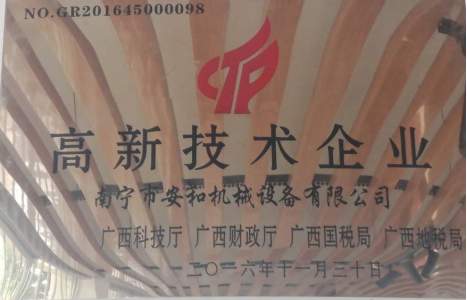 NO.GR201645000098
高新技术企业
南宁市安和机械设备有限公司
广西科技厅 广西财政厅 广西国税局 广西地税局
二〇一六年十一月三十日